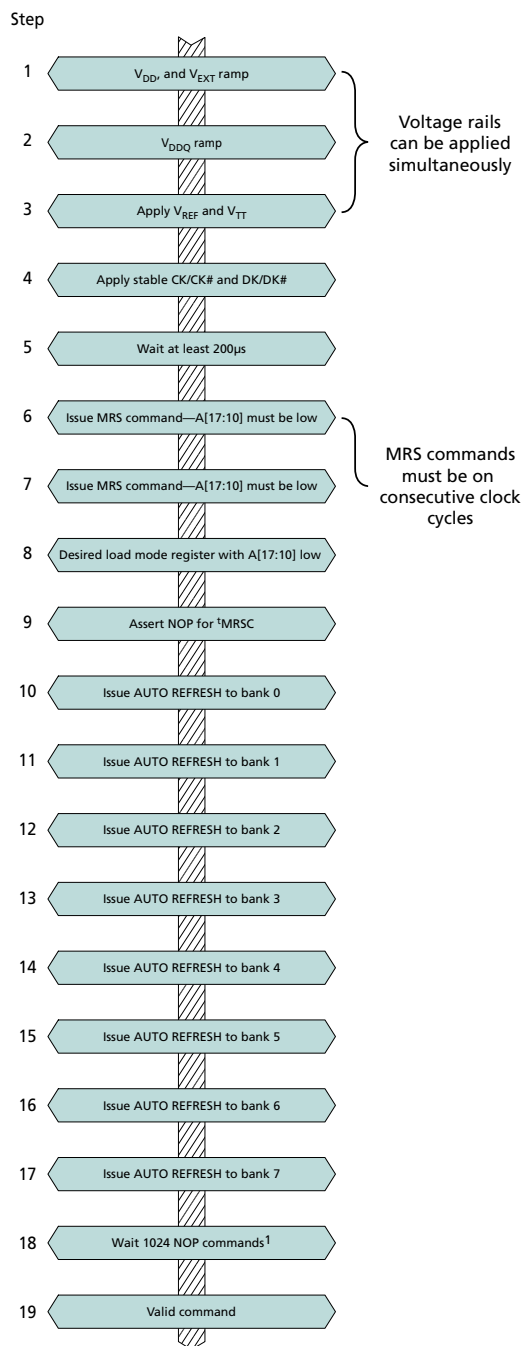 Step
1 V_DD, and V_EXT ramp
Voltage rails
can be applied
simultaneously
2 V_DDQ ramp
3 Apply V_REF and V_TT
4 Apply stable CK/CK# and DK/DK#
5 Wait at least 200µs
6 Issue MRS command—A[17:10] must be low
MRS commands
must be on
consecutive clock
cycles
7 Issue MRS command—A[17:10] must be low
8 Desired load mode register with A[17:10] low
9 Assert NOP for ᵗMRSC
10 Issue AUTO REFRESH to bank 0
11 Issue AUTO REFRESH to bank 1
12 Issue AUTO REFRESH to bank 2
13 Issue AUTO REFRESH to bank 3
14 Issue AUTO REFRESH to bank 4
15 Issue AUTO REFRESH to bank 5
16 Issue AUTO REFRESH to bank 6
17 Issue AUTO REFRESH to bank 7
18 Wait 1024 NOP commands¹
19 Valid command